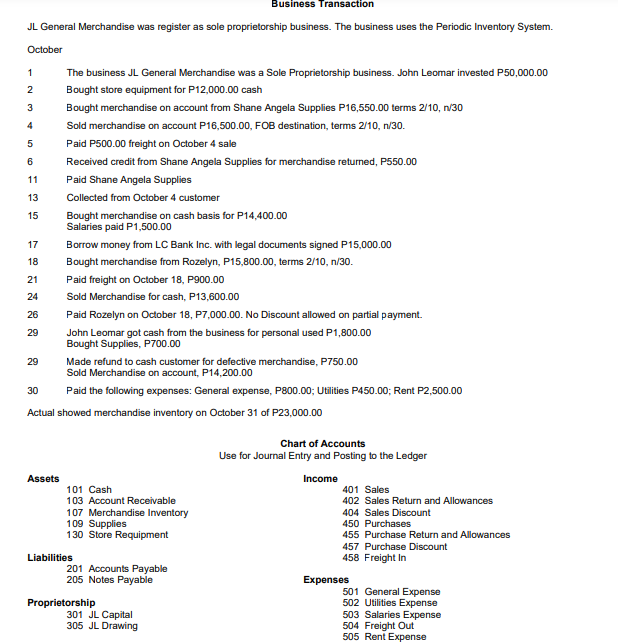 Business Transaction
JL General Merchandise was register as sole proprietorship business. The business uses the Periodic Inventory System.
October
1 The business JL General Merchandise was a Sole Proprietorship business. John Leomar invested P50,000.00
2 Bought store equipment for P12,000.00 cash
3 Bought merchandise on account from Shane Angela Supplies P16,550.00 terms 2/10, n/30
4 Sold merchandise on account P16,500.00, FOB destination, terms 2/10, n/30.
5 Paid P500.00 freight on October 4 sale
6 Received credit from Shane Angela Supplies for merchandise returned, P550.00
11 Paid Shane Angela Supplies
13 Collected from October 4 customer
15 Bought merchandise on cash basis for P14,400.00
Salaries paid P1,500.00
17 Borrow money from LC Bank Inc. with legal documents signed P15,000.00
18 Bought merchandise from Rozelyn, P15,800.00, terms 2/10, n/30.
21 Paid freight on October 18, P900.00
24 Sold Merchandise for cash, P13,600.00
26 Paid Rozelyn on October 18, P7,000.00. No Discount allowed on partial payment.
29 John Leomar got cash from the business for personal used P1,800.00
Bought Supplies, P700.00
29 Made refund to cash customer for defective merchandise, P750.00
Sold Merchandise on account, P14,200.00
30 Paid the following expenses: General expense, P800.00; Utilities P450.00; Rent P2,500.00
Actual showed merchandise inventory on October 31 of P23,000.00
Chart of Accounts
Use for Journal Entry and Posting to the Ledger
Assets
101 Cash
103 Account Receivable
107 Merchandise Inventory
109 Supplies
130 Store Requipment
Liabilities
201 Accounts Payable
205 Notes Payable
Proprietorship
301 JL Capital
305 JL Drawing
Income
401 Sales
402 Sales Return and Allowances
404 Sales Discount
450 Purchases
455 Purchase Return and Allowances
457 Purchase Discount
458 Freight In
Expenses
501 General Expense
502 Utilities Expense
503 Salaries Expense
504 Freight Out
505 Rent Expense